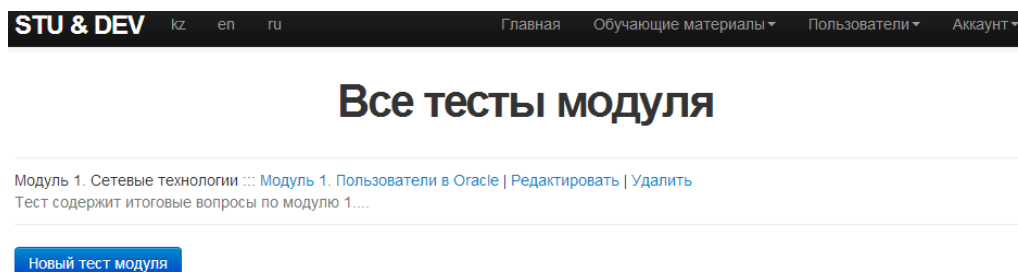 STU & DEV kz en ru Главная Обучающие материалы Пользователи Аккаунт
Все тесты модуля
Модуль 1. Сетевые технологии ::: Модуль 1. Пользователи в Oracle | Редактировать | Удалить
Тест содержит итоговые вопросы по модулю 1....
Новый тест модуля